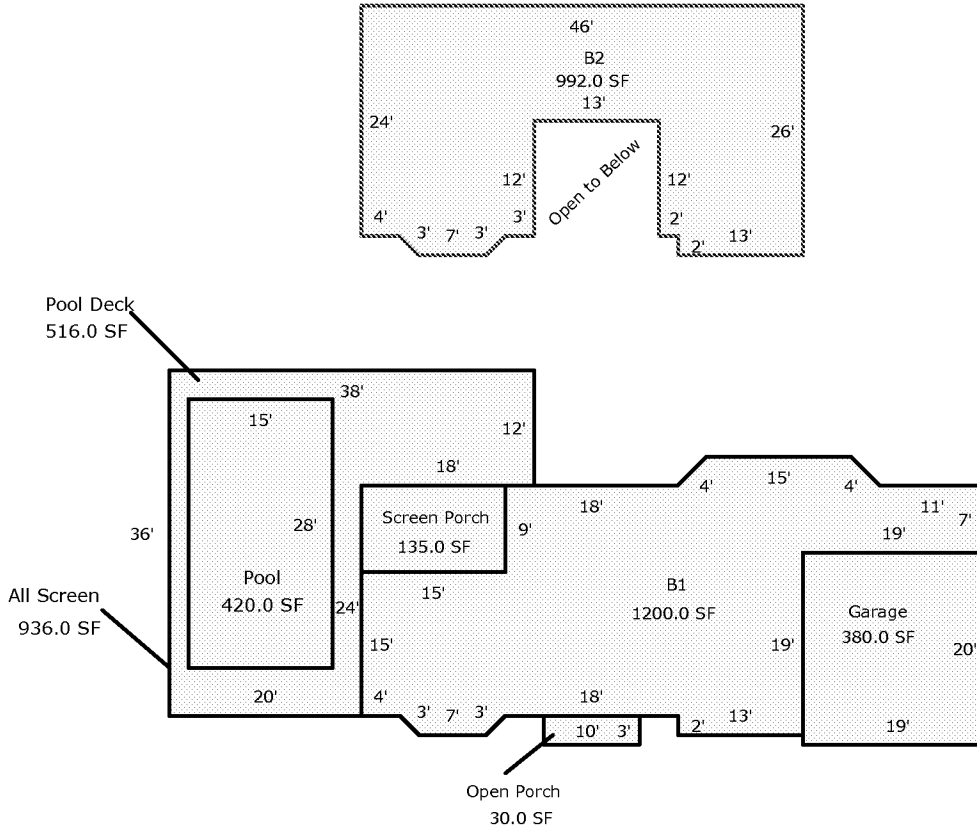 46'
B2
992.0 SF
13'
24'
26'
12'
Open to Below
12'
4'
3'
7'
3'
3'
2'
2'
13'
Pool Deck
516.0 SF
38'
15'
12'
18'
15'
4'
4'
18'
11'
7'
19'
36'
28'
Screen Porch
135.0 SF
9'
Pool
420.0 SF
24'
15'
B1
1200.0 SF
Garage
380.0 SF
All Screen
936.0 SF
15'
19'
20'
20'
4'
3'
7'
3'
18'
10'
3'
2'
13'
19'
Open Porch
30.0 SF